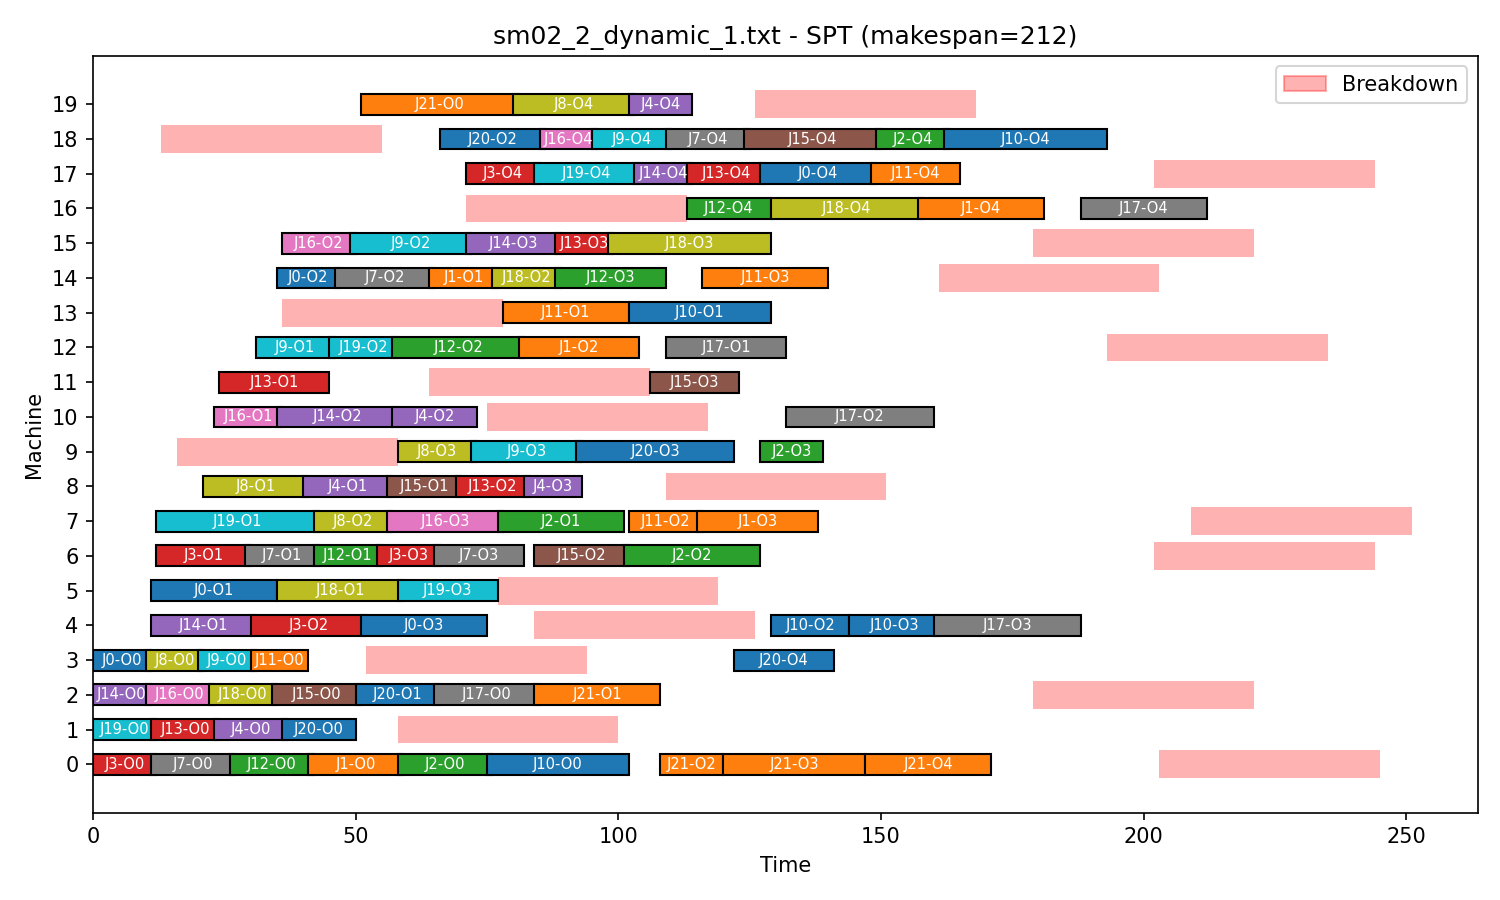 sm02_2_dynamic_1.txt - SPT (makespan=212)
Breakdown
19 J21-O0 J8-O4 J4-O4
18 J20-O2 J16-O4 J9-O4 J7-O4 J15-O4 J2-O4 J10-O4
17 J3-O4 J19-O4 J14-O4 J13-O4 J0-O4 J11-O4
16 J12-O4 J18-O4 J1-O4 J17-O4
15 J16-O2 J9-O2 J14-O3 J13-O3 J18-O3
14 J0-O2 J7-O2 J1-O1 J18-O2 J12-O3 J11-O3
13 J11-O1 J10-O1
12 J9-O1 J19-O2 J12-O2 J1-O2 J17-O1
11 J13-O1 J15-O3
10 J16-O1 J14-O2 J4-O2 J17-O2
9 J8-O3 J9-O3 J20-O3 J2-O3
8 J8-O1 J4-O1 J15-O1 J13-O2 J4-O3
7 J19-O1 J8-O2 J16-O3 J2-O1 J11-O2 J1-O3
6 J3-O1 J7-O1 J12-O1 J3-O3 J7-O3 J15-O2 J2-O2
5 J0-O1 J18-O1 J19-O3
4 J14-O1 J3-O2 J0-O3 J10-O2 J10-O3 J17-O3
3 J0-O0 J8-O0 J9-O0 J11-O0 J20-O4
2 J14-O0 J16-O0 J18-O0 J15-O0 J20-O1 J17-O0 J21-O1
1 J19-O0 J13-O0 J4-O0 J20-O0
0 J3-O0 J7-O0 J12-O0 J1-O0 J2-O0 J10-O0 J21-O2 J21-O3 J21-O4
0 50 100 150 200 250
Time
Machine